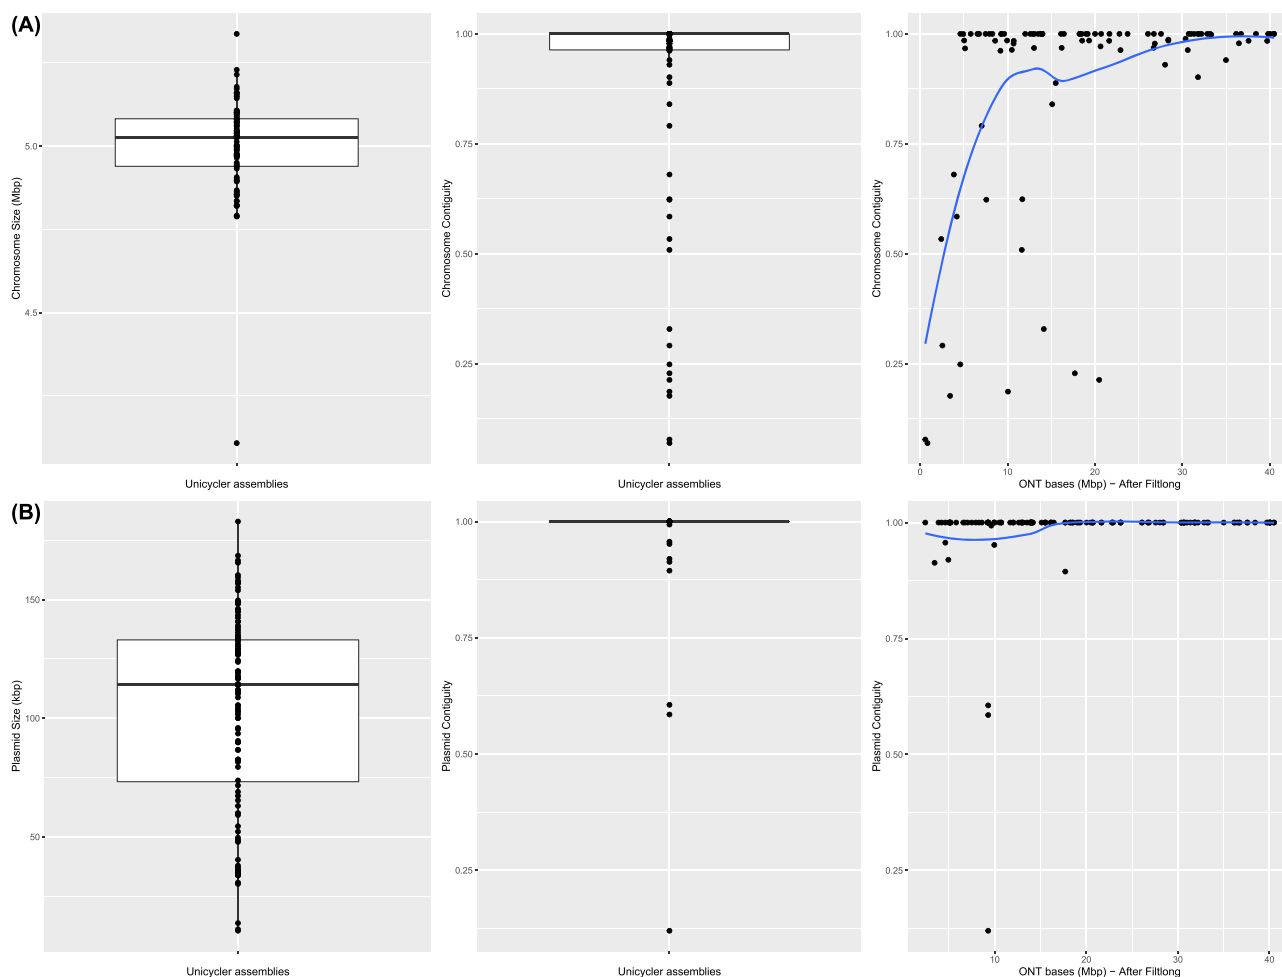 (A)
Chromosome Size (Mbp)
5.0
4.5
Unicycler assemblies
Chromosome Contiguity
1.00
0.75
0.50
0.25
Unicycler assemblies
Chromosome Contiguity
1.00
0.75
0.50
0.25
0 10 20 30 40
ONT bases (Mbp) − After Filtlong
(B)
Plasmid Size (kbp)
150
100
50
Unicycler assemblies
Plasmid Contiguity
1.00
0.75
0.50
0.25
Unicycler assemblies
Plasmid Contiguity
1.00
0.75
0.50
0.25
10 20 30 40
ONT bases (Mbp) − After Filtlong